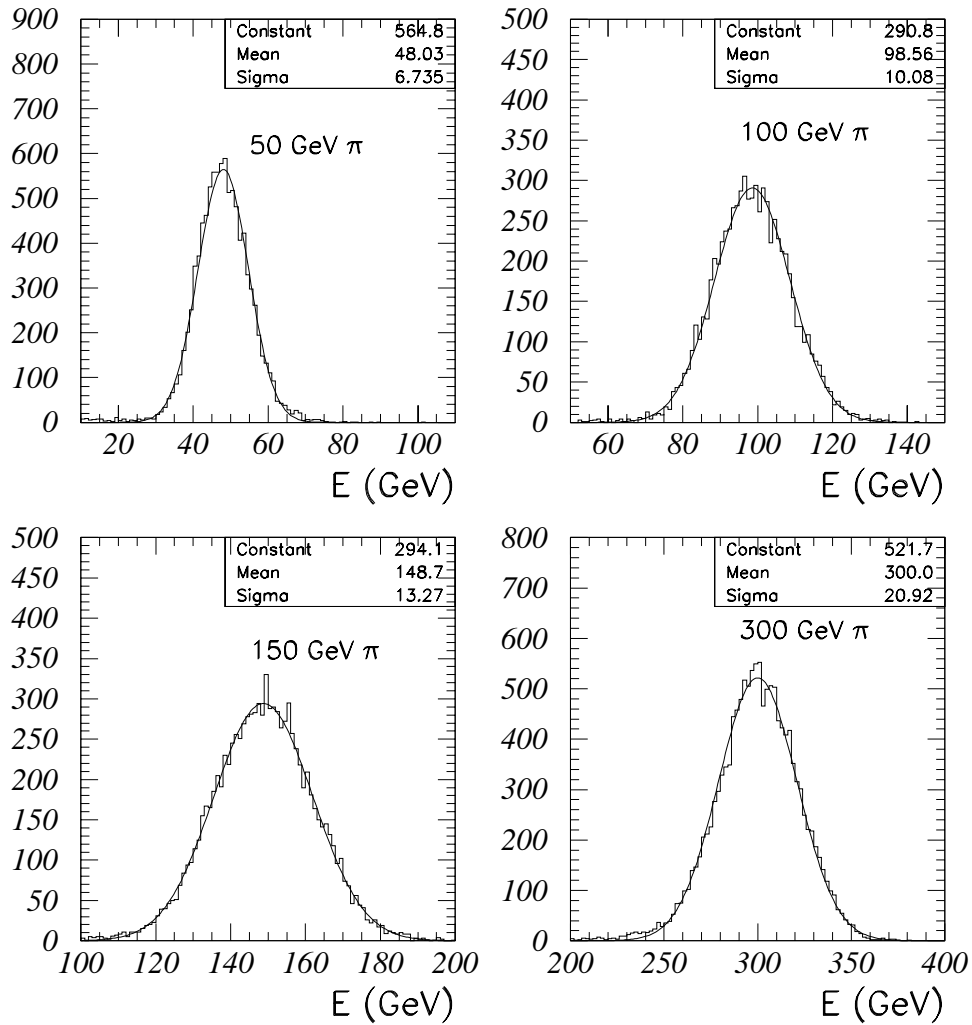 900
800
700
600
500
400
300
200
100
0
Constant 564.8
Mean 48.03
Sigma 6.735
50 GeV π
20 40 60 80 100
E (GeV)
500
450
400
350
300
250
200
150
100
50
0
Constant 290.8
Mean 98.56
Sigma 10.08
100 GeV π
60 80 100 120 140
E (GeV)
500
450
400
350
300
250
200
150
100
50
0
Constant 294.1
Mean 148.7
Sigma 13.27
150 GeV π
100 120 140 160 180 200
E (GeV)
800
700
600
500
400
300
200
100
0
Constant 521.7
Mean 300.0
Sigma 20.92
300 GeV π
200 250 300 350 400
E (GeV)